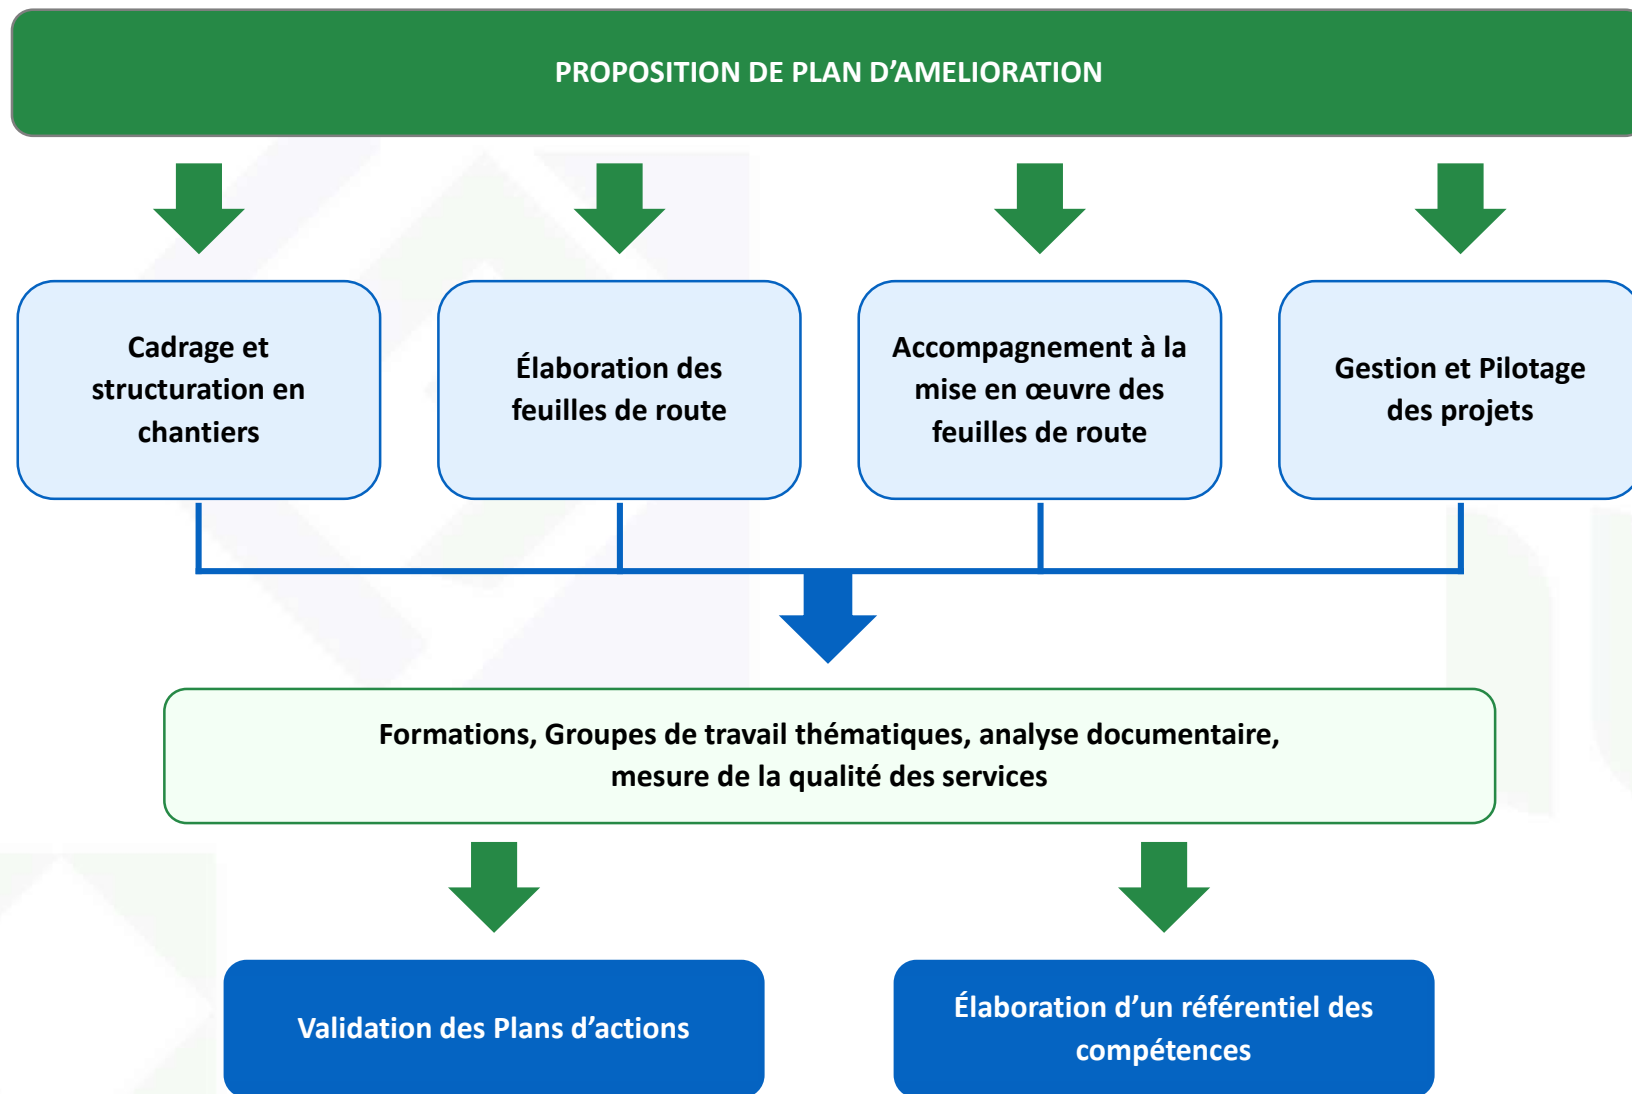 PROPOSITION DE PLAN D’AMELIORATION
Cadrage et
structuration en
chantiers
Élaboration des
feuilles de route
Accompagnement à la
mise en œuvre des
feuilles de route
Gestion et Pilotage
des projets
Formations, Groupes de travail thématiques, analyse documentaire,
mesure de la qualité des services
Validation des Plans d’actions
Élaboration d’un référentiel des
compétences